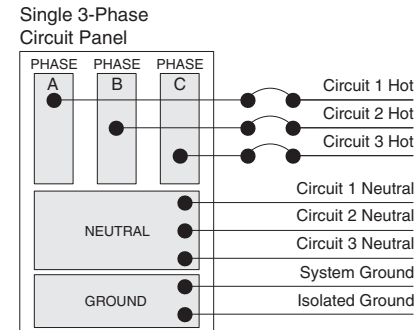 Single 3-Phase
Circuit Panel
PHASE PHASE PHASE
A B C
Circuit 1 Hot
Circuit 2 Hot
Circuit 3 Hot
Circuit 1 Neutral
Circuit 2 Neutral
NEUTRAL
Circuit 3 Neutral
System Ground
GROUND
Isolated Ground